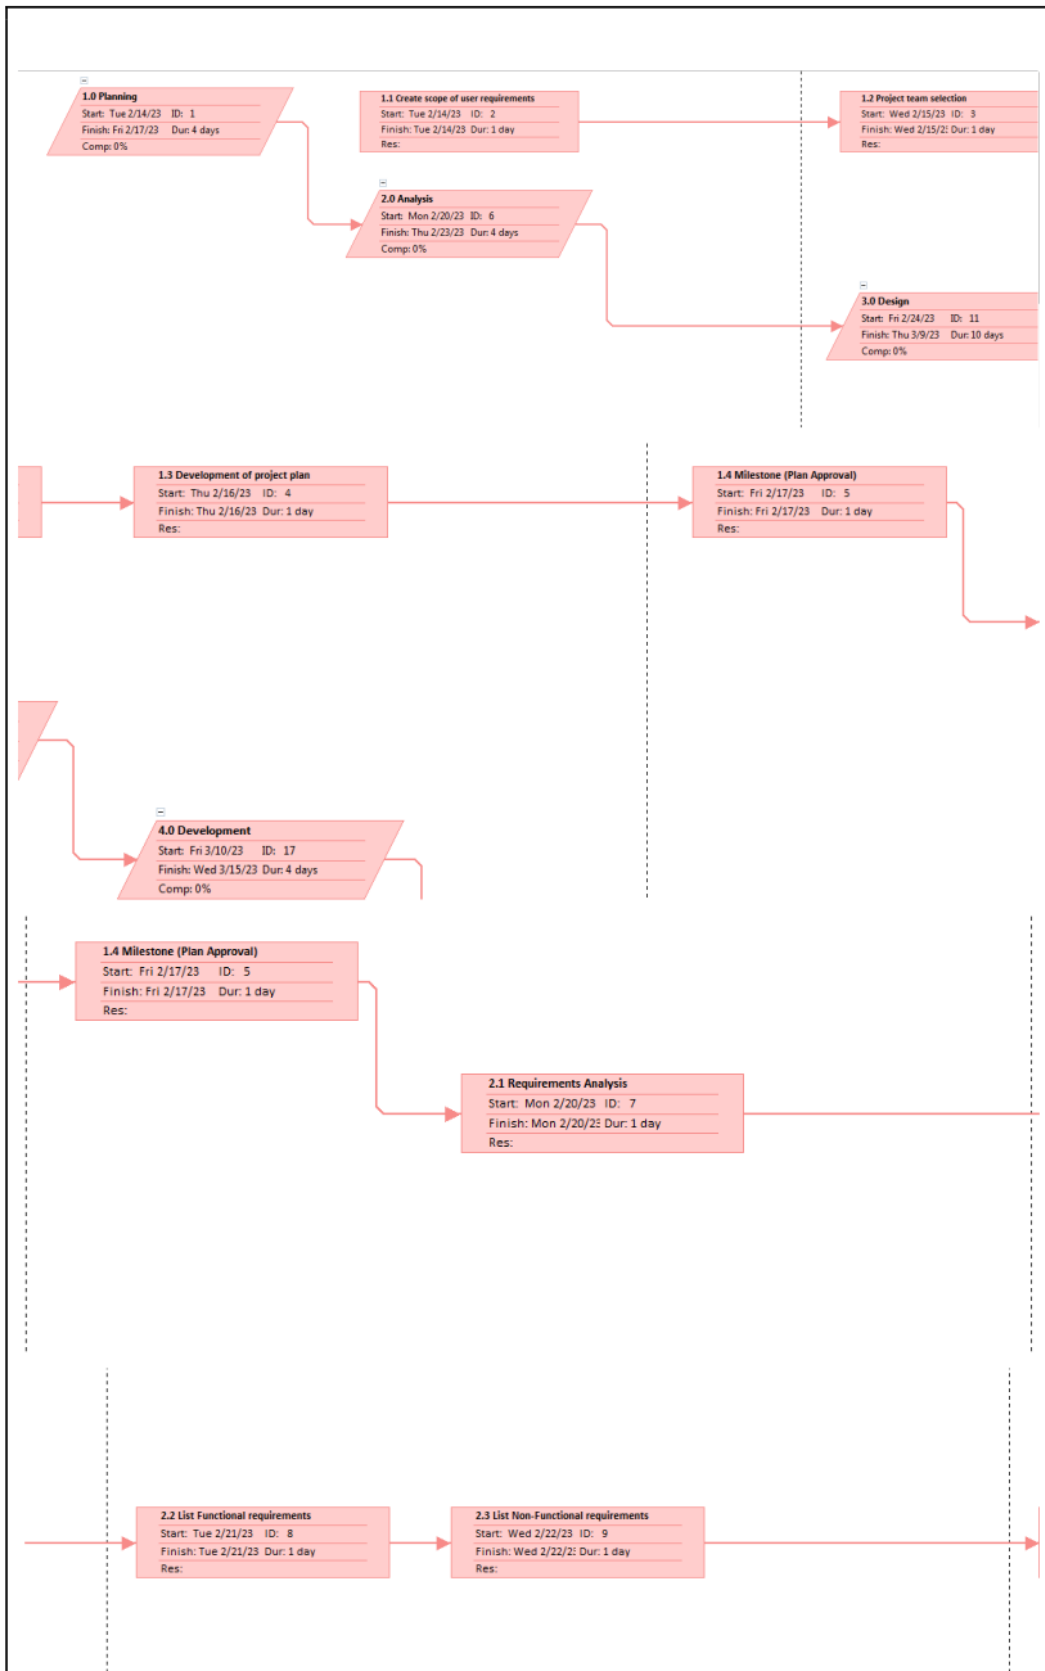 1.0 Planning
Start: Tue 2/14/23 ID: 1
Finish: Fri 2/17/23 Dur: 4 days
Comp: 0%
1.1 Create scope of user requirements
Start: Tue 2/14/23 ID: 2
Finish: Tue 2/14/23 Dur: 1 day
Res:
1.2 Project team selection
Start: Wed 2/15/23 ID: 3
Finish: Wed 2/15/2 Dur: 1 day
Res:
2.0 Analysis
Start: Mon 2/20/23 ID: 6
Finish: Thu 2/23/23 Dur: 4 days
Comp: 0%
3.0 Design
Start: Fri 2/24/23 ID: 11
Finish: Thu 3/9/23 Dur: 10 days
Comp: 0%
1.3 Development of project plan
Start: Thu 2/16/23 ID: 4
Finish: Thu 2/16/23 Dur: 1 day
Res:
1.4 Milestone (Plan Approval)
Start: Fri 2/17/23 ID: 5
Finish: Fri 2/17/23 Dur: 1 day
Res:
4.0 Development
Start: Fri 3/10/23 ID: 17
Finish: Wed 3/15/23 Dur: 4 days
Comp: 0%
1.4 Milestone (Plan Approval)
Start: Fri 2/17/23 ID: 5
Finish: Fri 2/17/23 Dur: 1 day
Res:
2.1 Requirements Analysis
Start: Mon 2/20/23 ID: 7
Finish: Mon 2/20/2 Dur: 1 day
Res:
2.2 List Functional requirements
Start: Tue 2/21/23 ID: 8
Finish: Tue 2/21/23 Dur: 1 day
Res:
2.3 List Non-Functional requirements
Start: Wed 2/22/23 ID: 9
Finish: Wed 2/22/2 Dur: 1 day
Res: